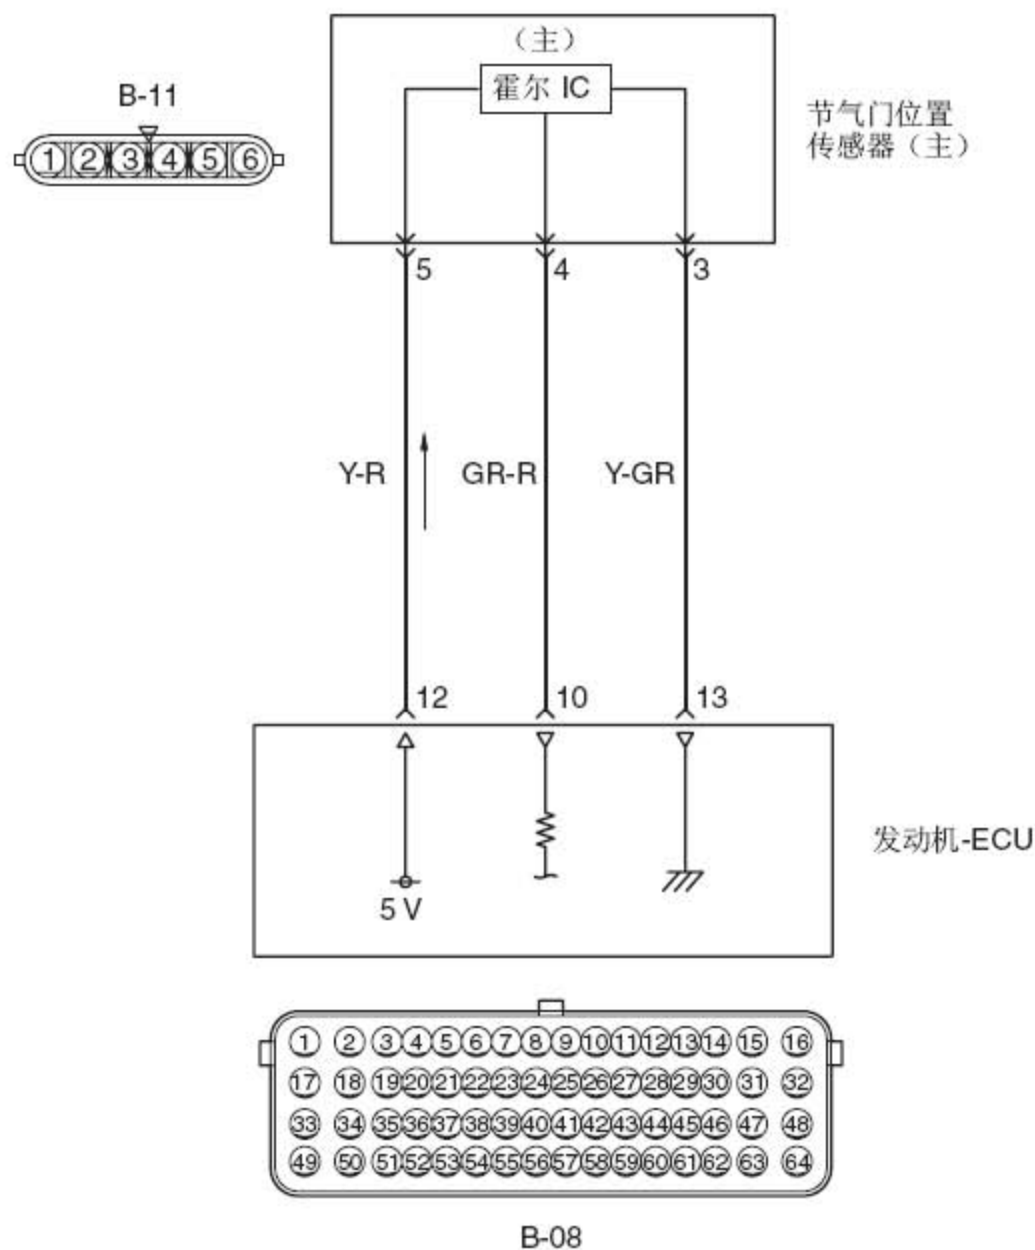 (主)
霍尔 IC
节气门位置
传感器(主)
B-11
1 2 3 4 5 6
5 4 3
Y-R GR-R Y-GR
12 10 13
5 V
发动机-ECU
1 2 3 4 5 6 7 8 9 10 11 12 13 14 15 16
17 18 19 20 21 22 23 24 25 26 27 28 29 30 31 32
33 34 35 36 37 38 39 40 41 42 43 44 45 46 47 48
49 50 51 52 53 54 55 56 57 58 59 60 61 62 63 64
B-08